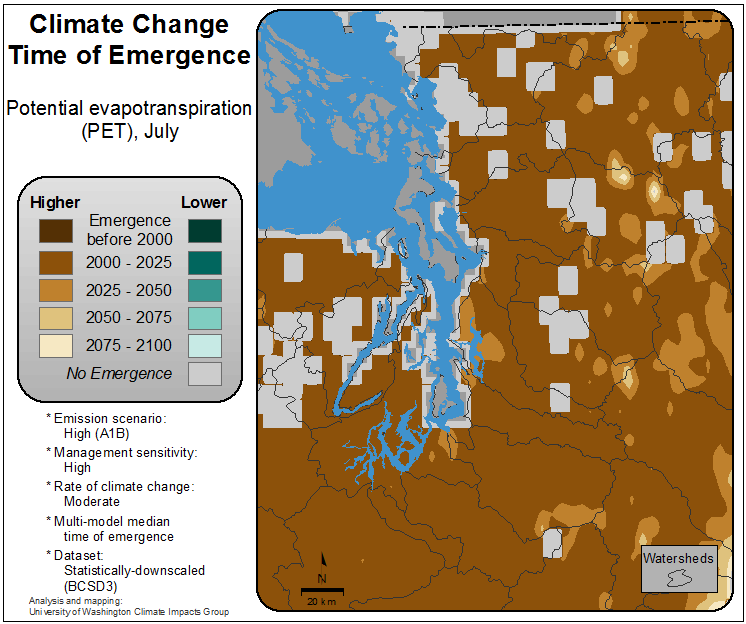 Climate Change
Time of Emergence
Potential evapotranspiration
(PET), July
Higher
Lower
Emergence
before 2000
2000 - 2025
2025 - 2050
2050 - 2075
2075 - 2100
No Emergence
* Emission scenario:
High (A1B)
* Management sensitivity:
High
* Rate of climate change:
Moderate
* Multi-model median
time of emergence
* Dataset:
Statistically-downscaled
(BCSD3)
Analysis and mapping:
University of Washington Climate Impacts Group
N
20 km
Watersheds